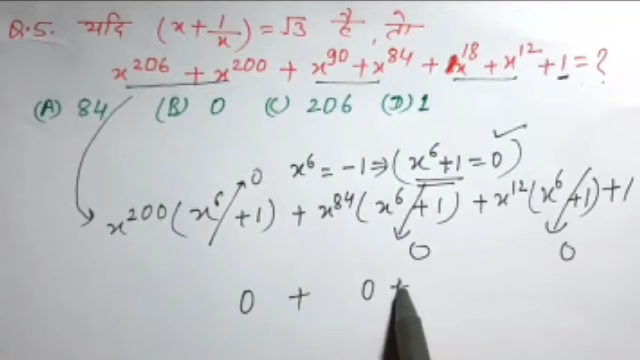 Q.5. यदि (x + 1/x) = √3 है, तो
x^206 + x^200 + x^90 + x^84 + x^18 + x^12 + 1 = ?
(A) 84 (B) 0 (C) 206 (D) 1
x^6 = -1 ⇒ (x^6 + 1 = 0) ✓
x^200 (x^6 + 1) + x^84 (x^6 + 1) + x^12 (x^6 + 1) + 1
0 0 0
0 + 0 +